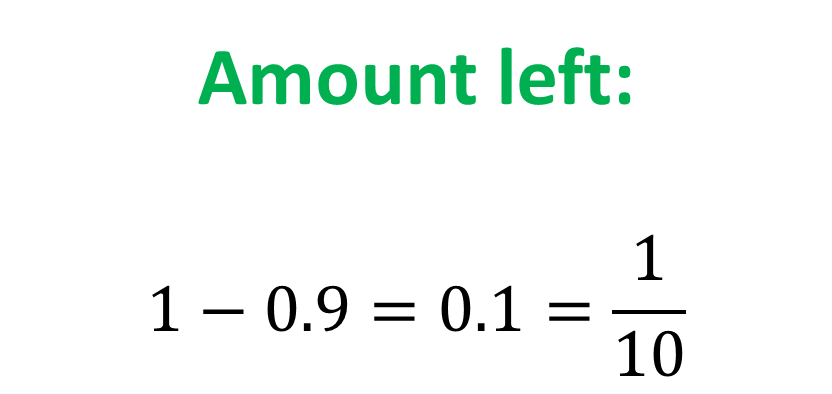 Amount left:
1 − 0.9 = 0.1 = 1/10